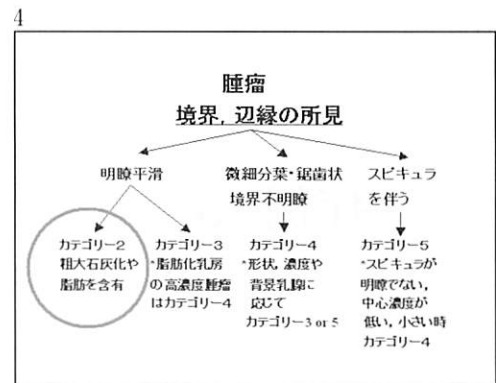 4
腫瘤
境界, 辺縁の所見
明瞭平滑
微細分葉・鋸歯状
境界不明瞭
スピキュラ
を伴う
カテゴリー2
粗大石灰化や
脂肪を含有
カテゴリー3
*脂肪化乳房
の高濃度腫瘤
はカテゴリー4
カテゴリー4
*形状, 濃度や
背景乳腺に
応じて
カテゴリー3 or 5
カテゴリー5
*スピキュラが
明瞭でない,
中心濃度が
低い, 小さい時
カテゴリー4